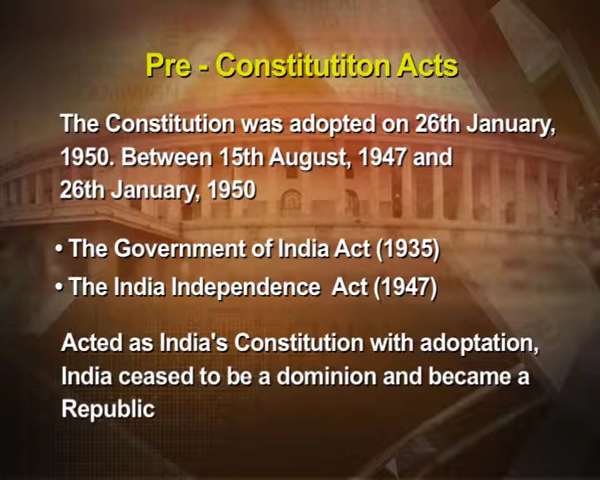 Pre - Constitutiton Acts
The Constitution was adopted on 26th January,
1950. Between 15th August, 1947 and
26th January, 1950
• The Government of India Act (1935)
• The India Independence Act (1947)
Acted as India's Constitution with adoptation,
India ceased to be a dominion and became a
Republic